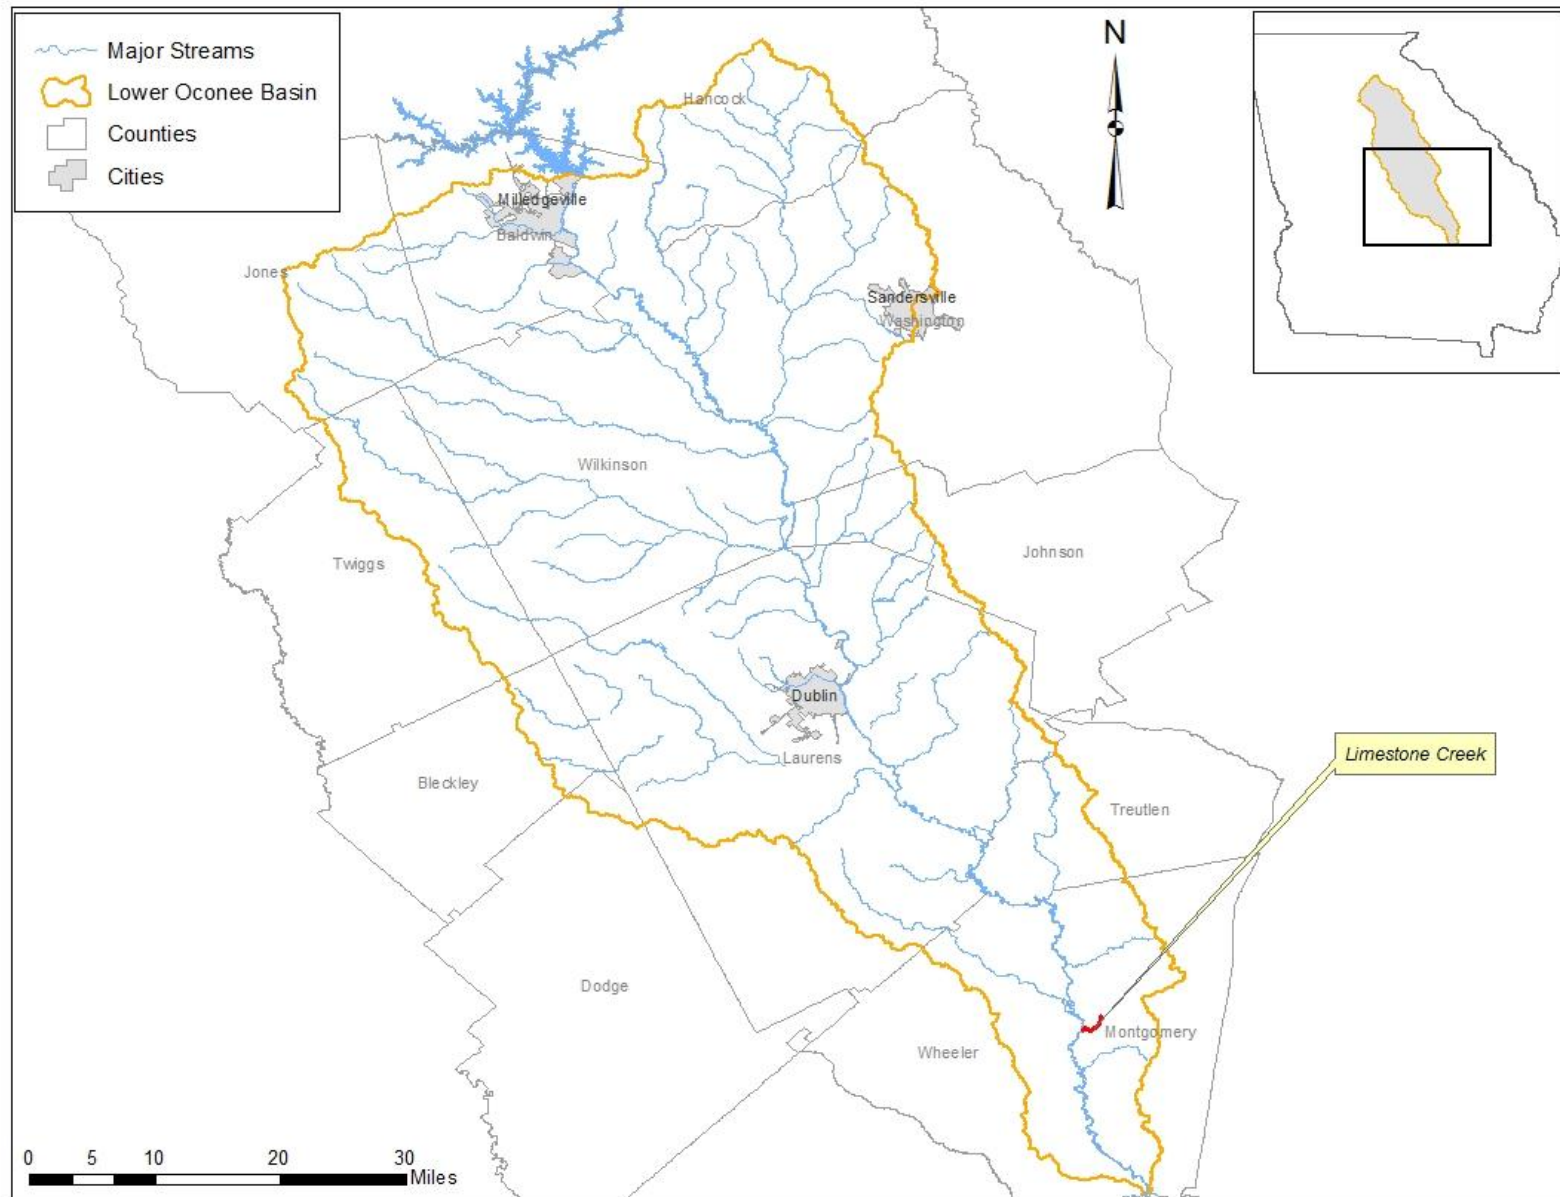 Major Streams
Lower Oconee Basin
Counties
Cities
N
Hancock
Milledgeville
Baldwin
Jones
Sandersville
Washington
Wilkinson
Twiggs
Johnson
Dublin
Laurens
Limestone Creek
Bleckley
Treutlen
Dodge
Montgomery
Wheeler
0 5 10 20 30
Miles